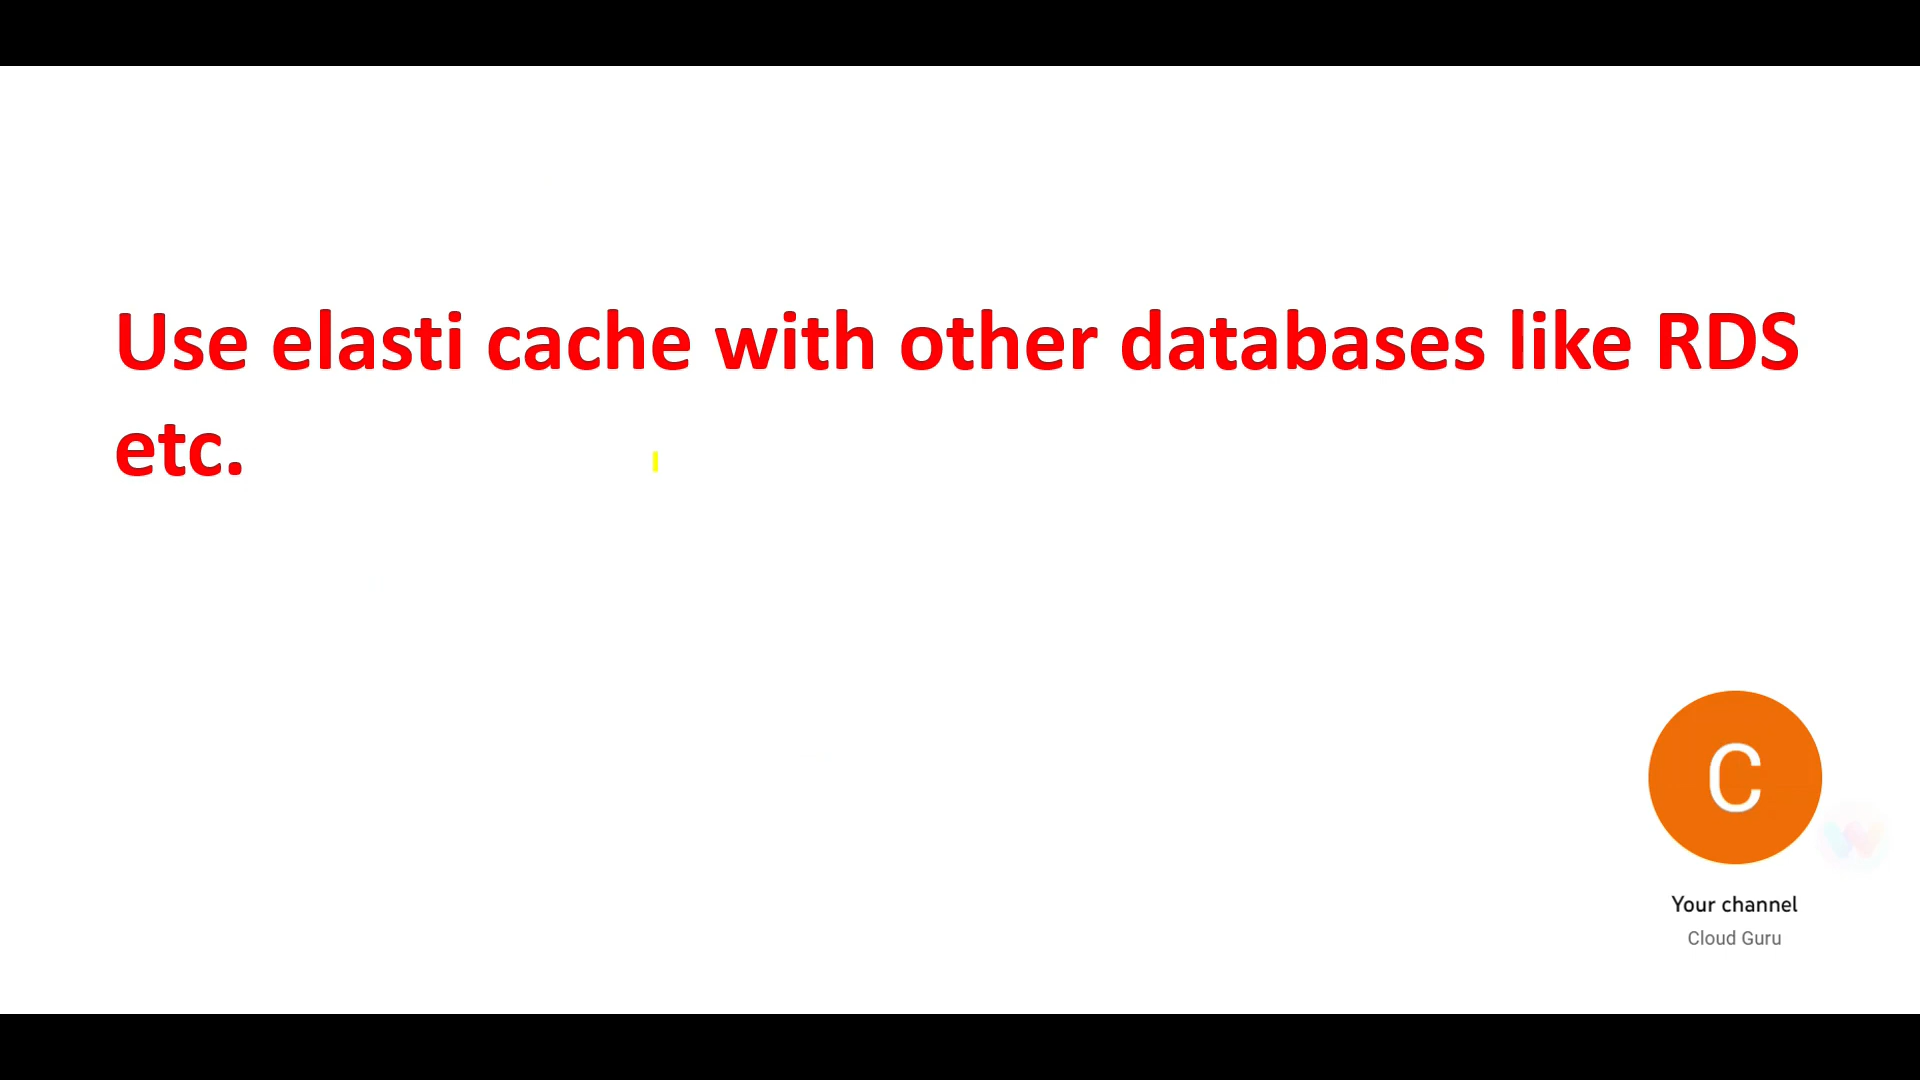 Use elasti cache with other databases like RDS
etc.
C
Your channel
Cloud Guru